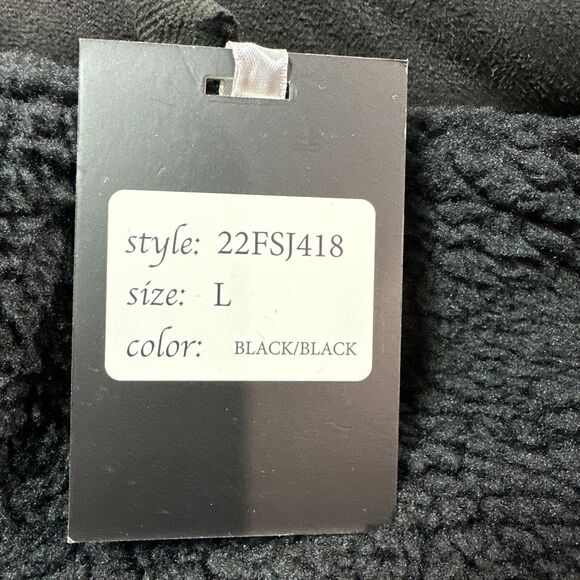 style: 22FSJ418
size: L
color: BLACK/BLACK